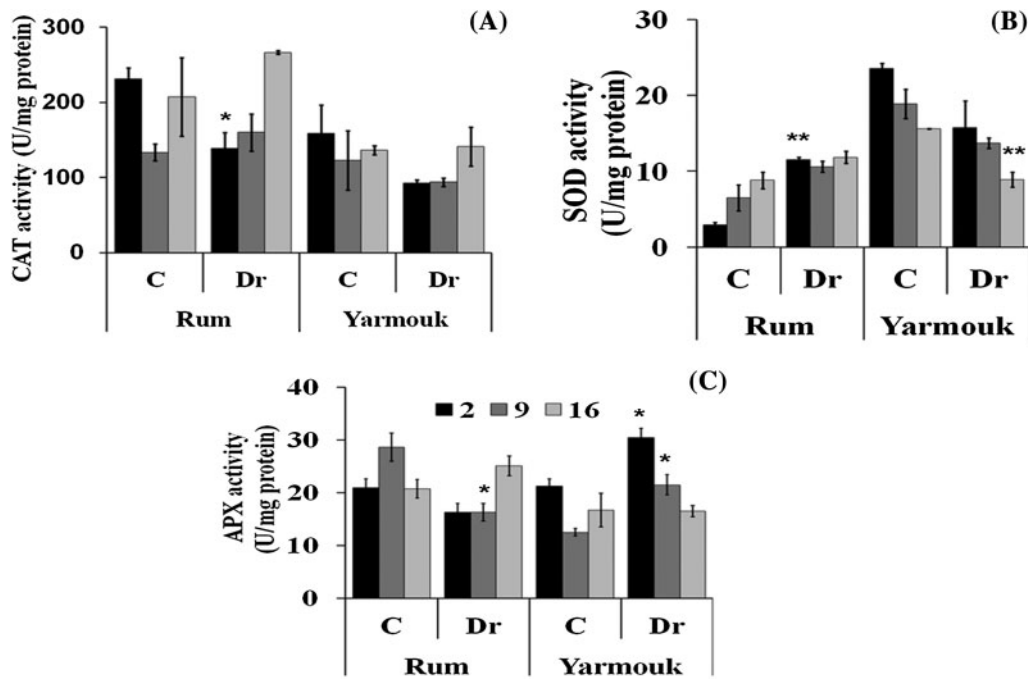 (A)
CAT activity (U/mg protein)
300
200
100
0
*
C Dr C Dr
Rum Yarmouk
(B)
SOD activity
(U/mg protein)
30
20
10
0
**
**
C Dr C Dr
Rum Yarmouk
(C)
APX activity
(U/mg protein)
40
30
20
10
0
2 9 16
*
*
*
C Dr C Dr
Rum Yarmouk